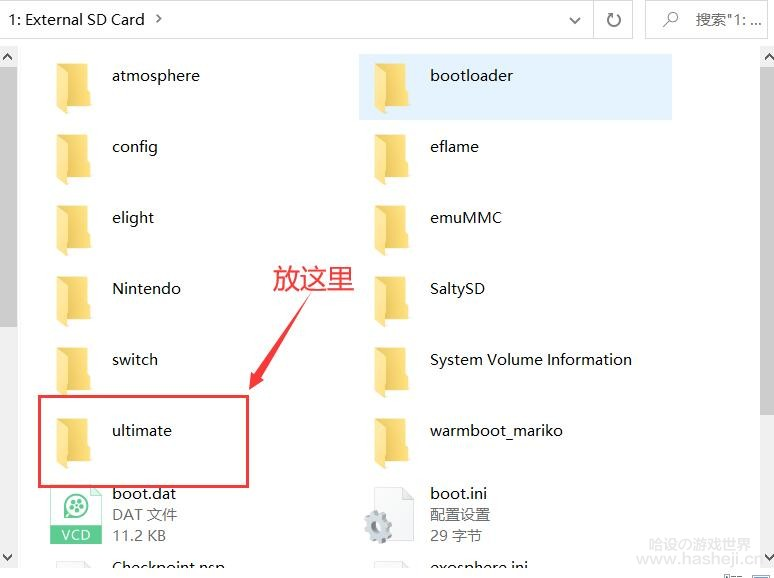 1: External SD Card
搜索"1: ...
atmosphere
bootloader
config
eflame
elight
emuMMC
放这里
Nintendo
SaltySD
switch
System Volume Information
ultimate
warmboot_mariko
boot.dat
DAT 文件
11.2 KB
VCD
boot.ini
配置设置
29 字节
哈设の游戏世界
www.hasheji.cn
Checkpoint.nsp
exosphere.ini